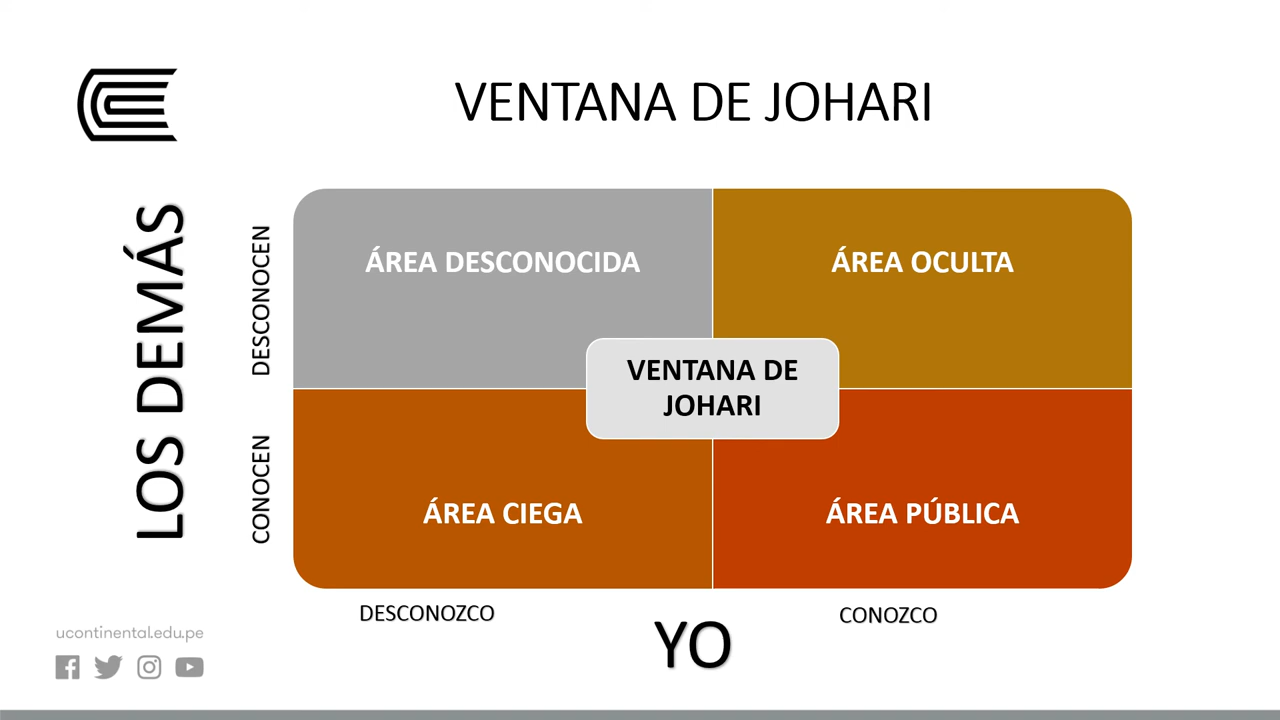 VENTANA DE JOHARI
LOS DEMÁS
DESCONOCEN
CONOCEN
ÁREA DESCONOCIDA
ÁREA OCULTA
VENTANA DE
JOHARI
ÁREA CIEGA
ÁREA PÚBLICA
DESCONOZCO
CONOZCO
YO
ucontinental.edu.pe